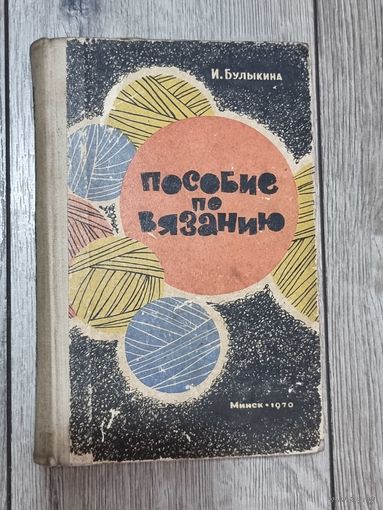 И. Булыкина
Пособие
по
вязанию
Минск • 1970